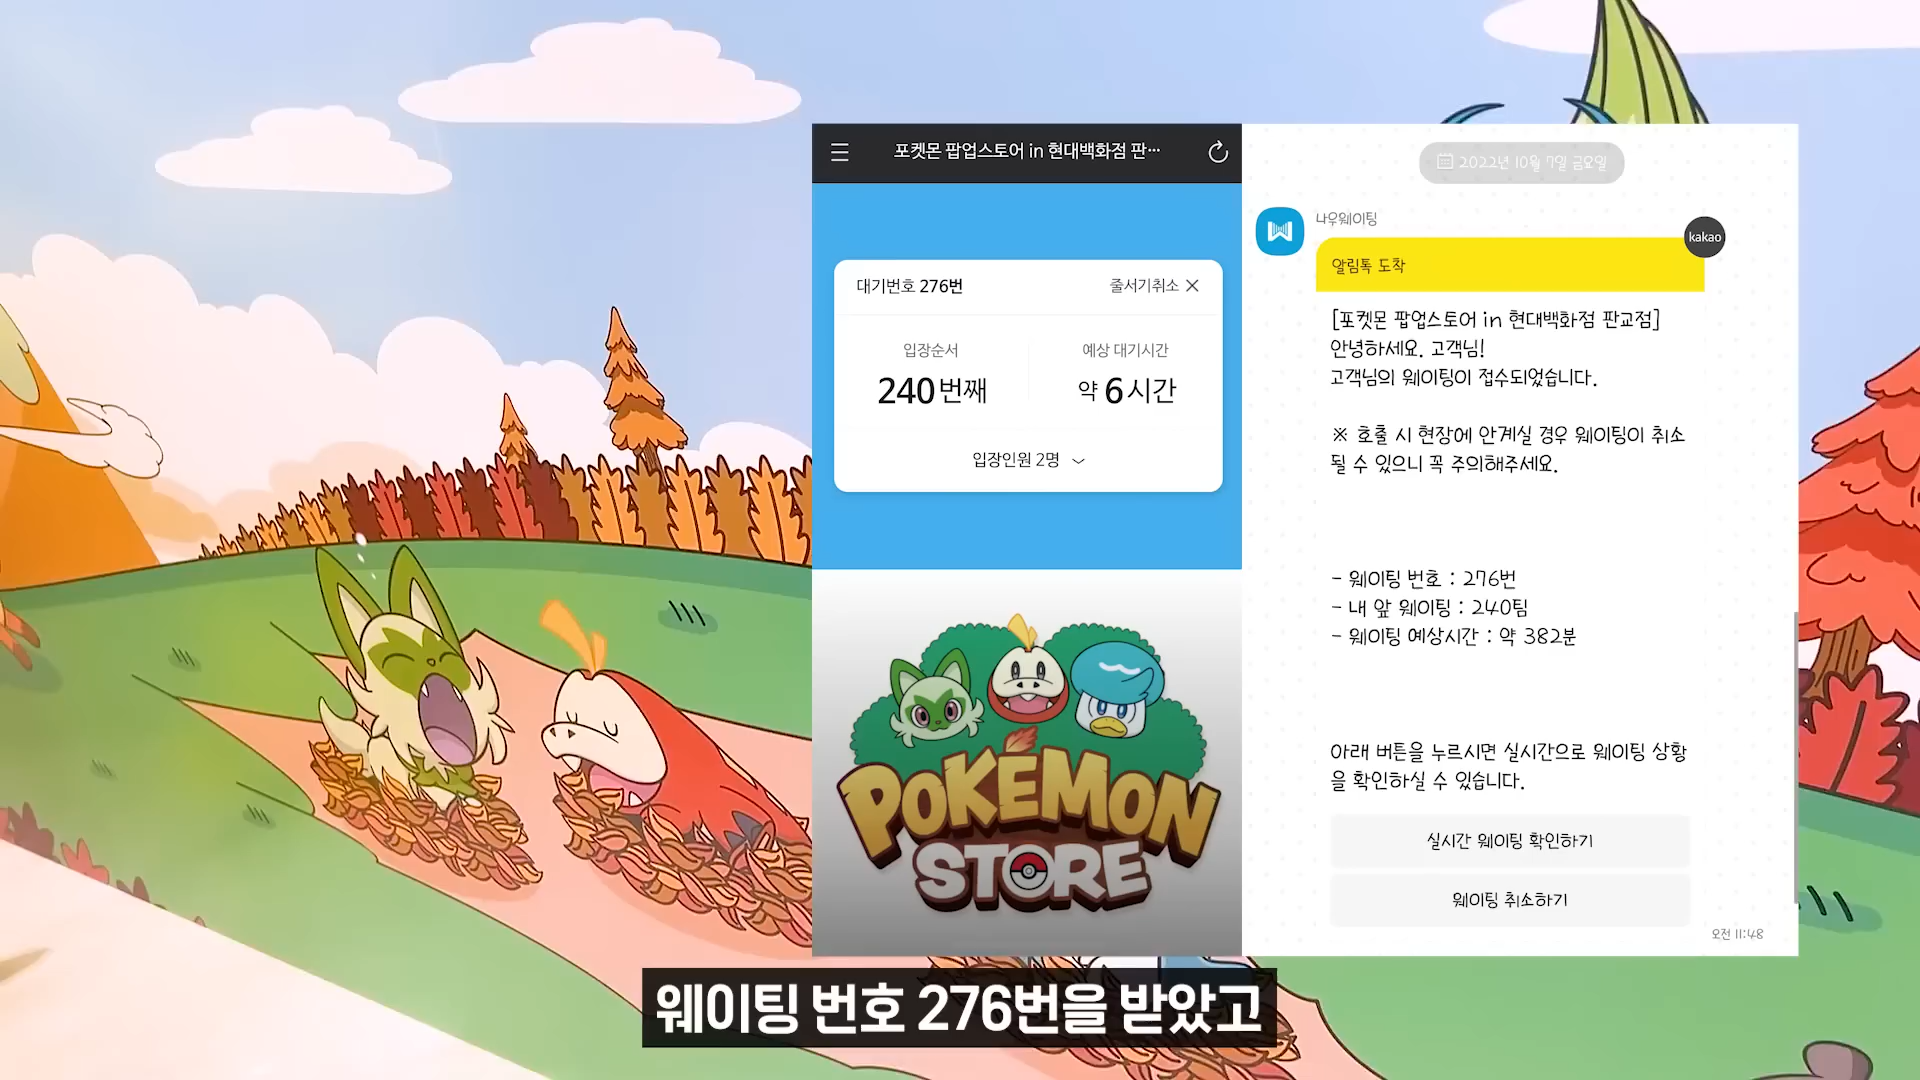 포켓몬 팝업스토어 in 현대백화점 판…
대기번호 276번
줄서기취소
입장순서
예상 대기시간
240번째
약 6시간
입장인원 2명
POKÉMON
STORE
2022년 10월 7일 금요일
나우웨이팅
kakao
알림톡 도착
[포켓몬 팝업스토어 in 현대백화점 판교점]
안녕하세요. 고객님!
고객님의 웨이팅이 접수되었습니다.
※ 호출 시 현장에 안계실 경우 웨이팅이 취소
될 수 있으니 꼭 주의해주세요.
- 웨이팅 번호 : 276번
- 내 앞 웨이팅 : 240팀
- 웨이팅 예상시간 : 약 382분
아래 버튼을 누르시면 실시간으로 웨이팅 상황
을 확인하실 수 있습니다.
실시간 웨이팅 확인하기
웨이팅 취소하기
오전 11:48
웨이팅 번호 276번을 받았고